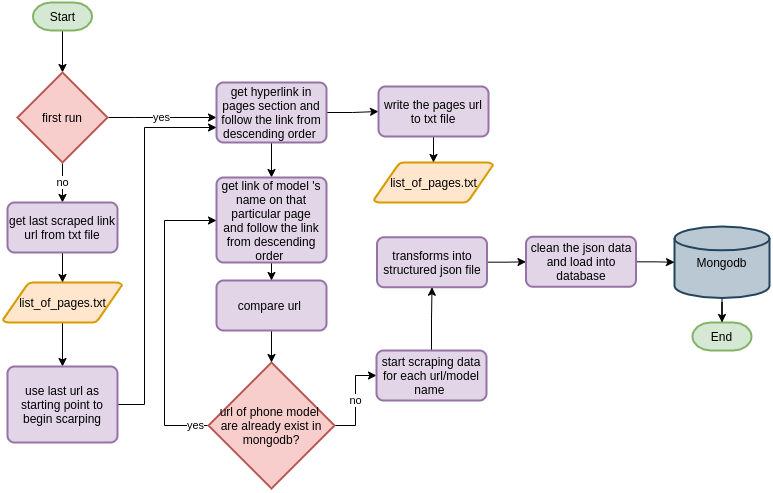 Start
first run
yes
no
get hyperlink in
pages section and
follow the link from
descending order
write the pages url
to txt file
list_of_pages.txt
get last scraped link
url from txt file
list_of_pages.txt
use last url as
starting point to
begin scarping
get link of model 's
name on that
particular page
and follow the link
from descending
order
compare url
url of phone model
are already exist in
mongodb?
yes
no
start scraping data
for each url/model
name
transforms into
structured json file
clean the json data
and load into
database
Mongodb
End